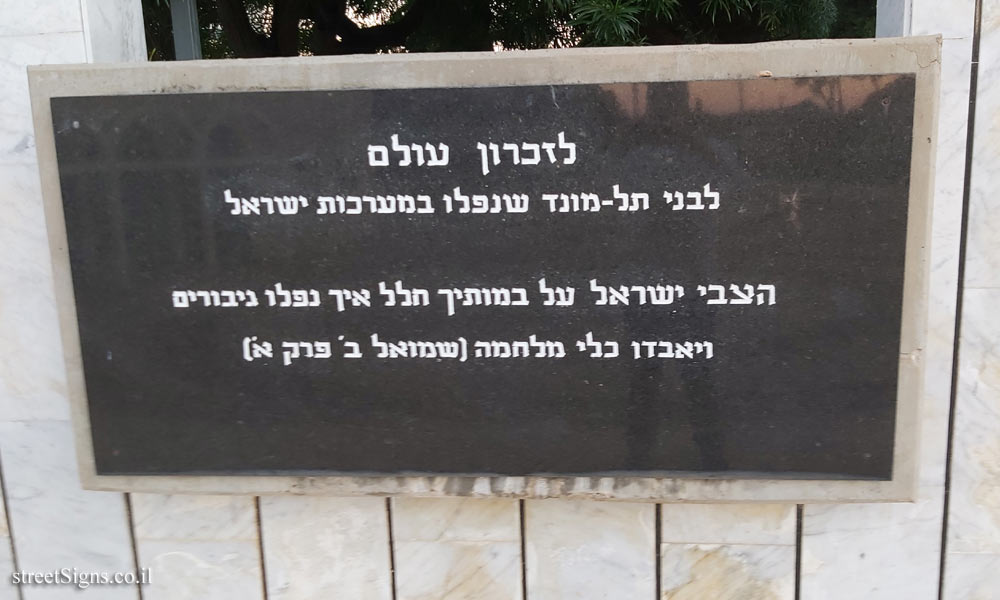 לזכרון עולם
לבני תל-מונד שנפלו במערכות ישראל
הצבי ישראל על במותיך חלל איך נפלו גיבורים
ויאבדו כלי מלחמה (שמואל ב׳ פרק א׳)
streetSigns.co.il